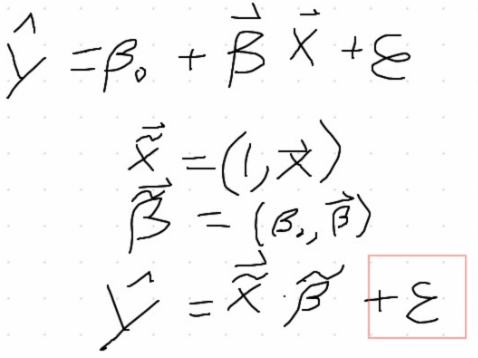 ŷ = β₀ + β⃗ x⃗ + ε
x̃⃗ = (1, x⃗)
β̃⃗ = (β₀, β⃗)
ŷ = x̃⃗ · β̃ + ε